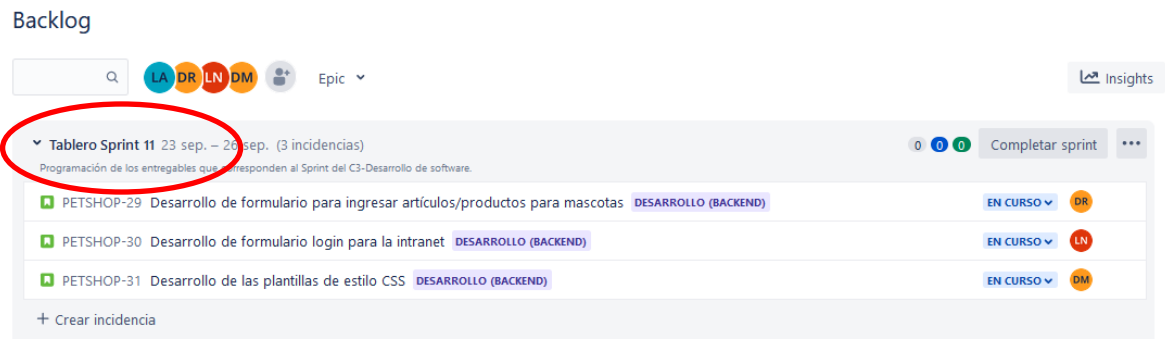 Backlog
LA DR LN DM Epic Insights
Tablero Sprint 11 23 sep. – 26 sep. (3 incidencias) 0 0 0 Completar sprint
Programación de los entregables que corresponden al Sprint del C3-Desarrollo de software.
PETSHOP-29 Desarrollo de formulario para ingresar artículos/productos para mascotas DESARROLLO (BACKEND) EN CURSO DR
PETSHOP-30 Desarrollo de formulario login para la intranet DESARROLLO (BACKEND) EN CURSO LN
PETSHOP-31 Desarrollo de las plantillas de estilo CSS DESARROLLO (BACKEND) EN CURSO DM
+ Crear incidencia